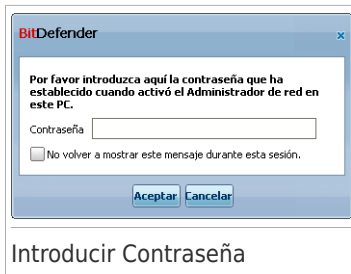 BitDefender
Por favor introduzca aquí la contraseña que ha
establecido cuando activó el Administrador de red en
este PC.
Contraseña
No volver a mostrar este mensaje durante esta sesión.
Aceptar Cancelar
Introducir Contraseña